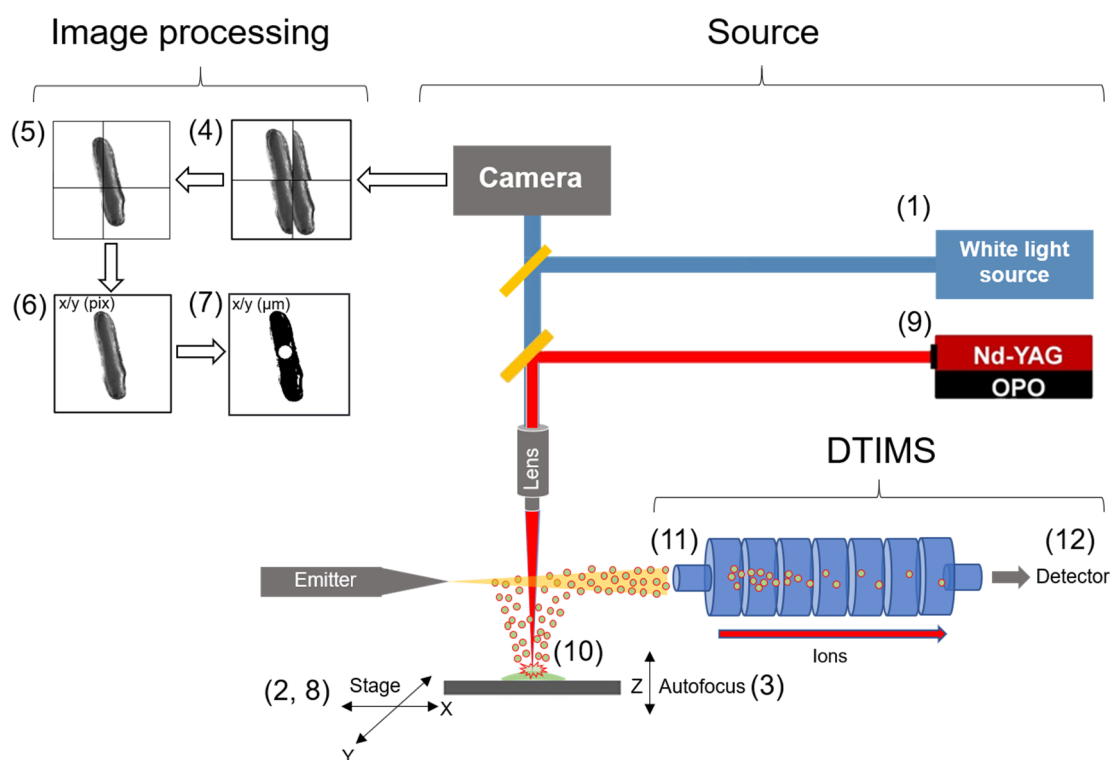 Image processing
Source
(5)
(4)
Camera
(1)
White light
source
(6)
x/y (pix)
(7)
x/y (µm)
(9)
Nd-YAG
OPO
Lens
DTIMS
(11)
(12)
Emitter
Detector
Ions
(10)
(2, 8)
Stage
X
Y
Z
Autofocus
(3)